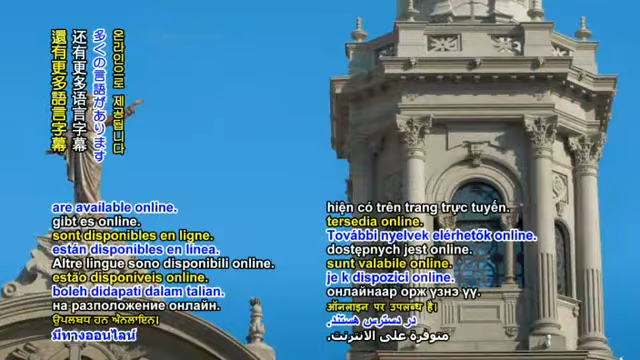 還有更多語言字幕
还有更多语言字幕
多くの言語があります
온라인으로 제공됩니다
are available online.
gibt es online.
sont disponibles en ligne.
están disponibles en línea.
Altre lingue sono disponibili online.
estão disponíveis online.
boleh didapati dalam talian.
на разположение онлайн.
ਉਪਲਬਧ ਹਨ ਔਨਲਾਇਨ।
มีทางออนไลน์
hiện có trên trang trực tuyến.
tersedia online.
További nyelvek elérhetők online.
dostępnych jest online.
sunt valabile online.
je k dispozici online.
онлайнаар орж үзнэ үү.
ऑनलाइन पर उपलब्ध है।
در دسترس هستند.
متوفرة على الانترنت.